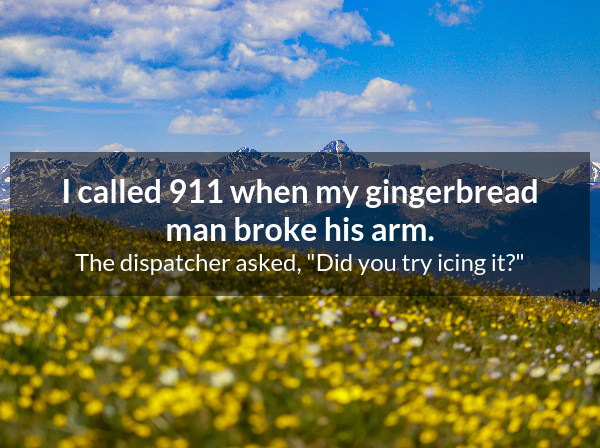 I called 911 when my gingerbread
man broke his arm.
The dispatcher asked, "Did you try icing it?"